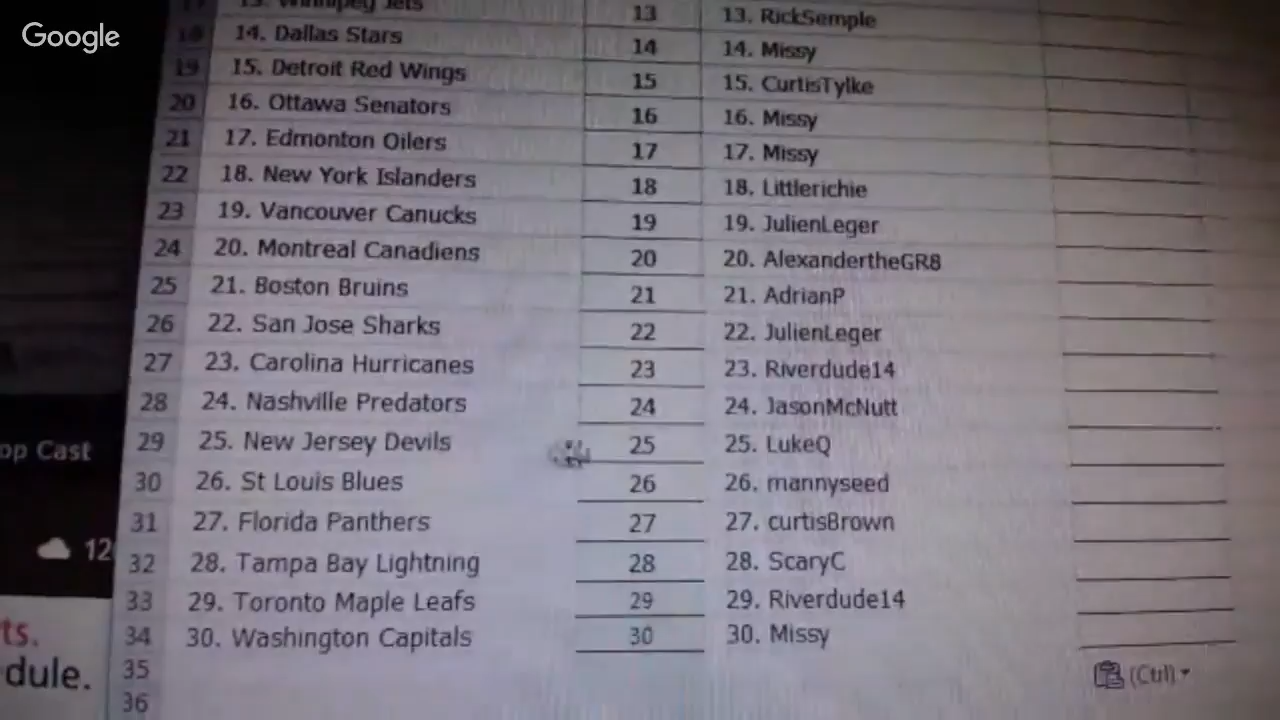 Google
13. Winnipeg Jets 13 13. RickSemple
18 14. Dallas Stars 14 14. Missy
19 15. Detroit Red Wings 15 15. CurtisTylke
20 16. Ottawa Senators 16 16. Missy
21 17. Edmonton Oilers 17 17. Missy
22 18. New York Islanders 18 18. Littlerichie
23 19. Vancouver Canucks 19 19. JulienLeger
24 20. Montreal Canadiens 20 20. AlexandertheGR8
25 21. Boston Bruins 21 21. AdrianP
26 22. San Jose Sharks 22 22. JulienLeger
27 23. Carolina Hurricanes 23 23. Riverdude14
28 24. Nashville Predators 24 24. JasonMcNutt
29 25. New Jersey Devils 25 25. LukeQ
op Cast
30 26. St Louis Blues 26 26. mannyseed
31 27. Florida Panthers 27 27. curtisBrown
12
32 28. Tampa Bay Lightning 28 28. ScaryC
33 29. Toronto Maple Leafs 29 29. Riverdude14
ts.
34 30. Washington Capitals 30 30. Missy
dule.
35 (Ctrl)
36